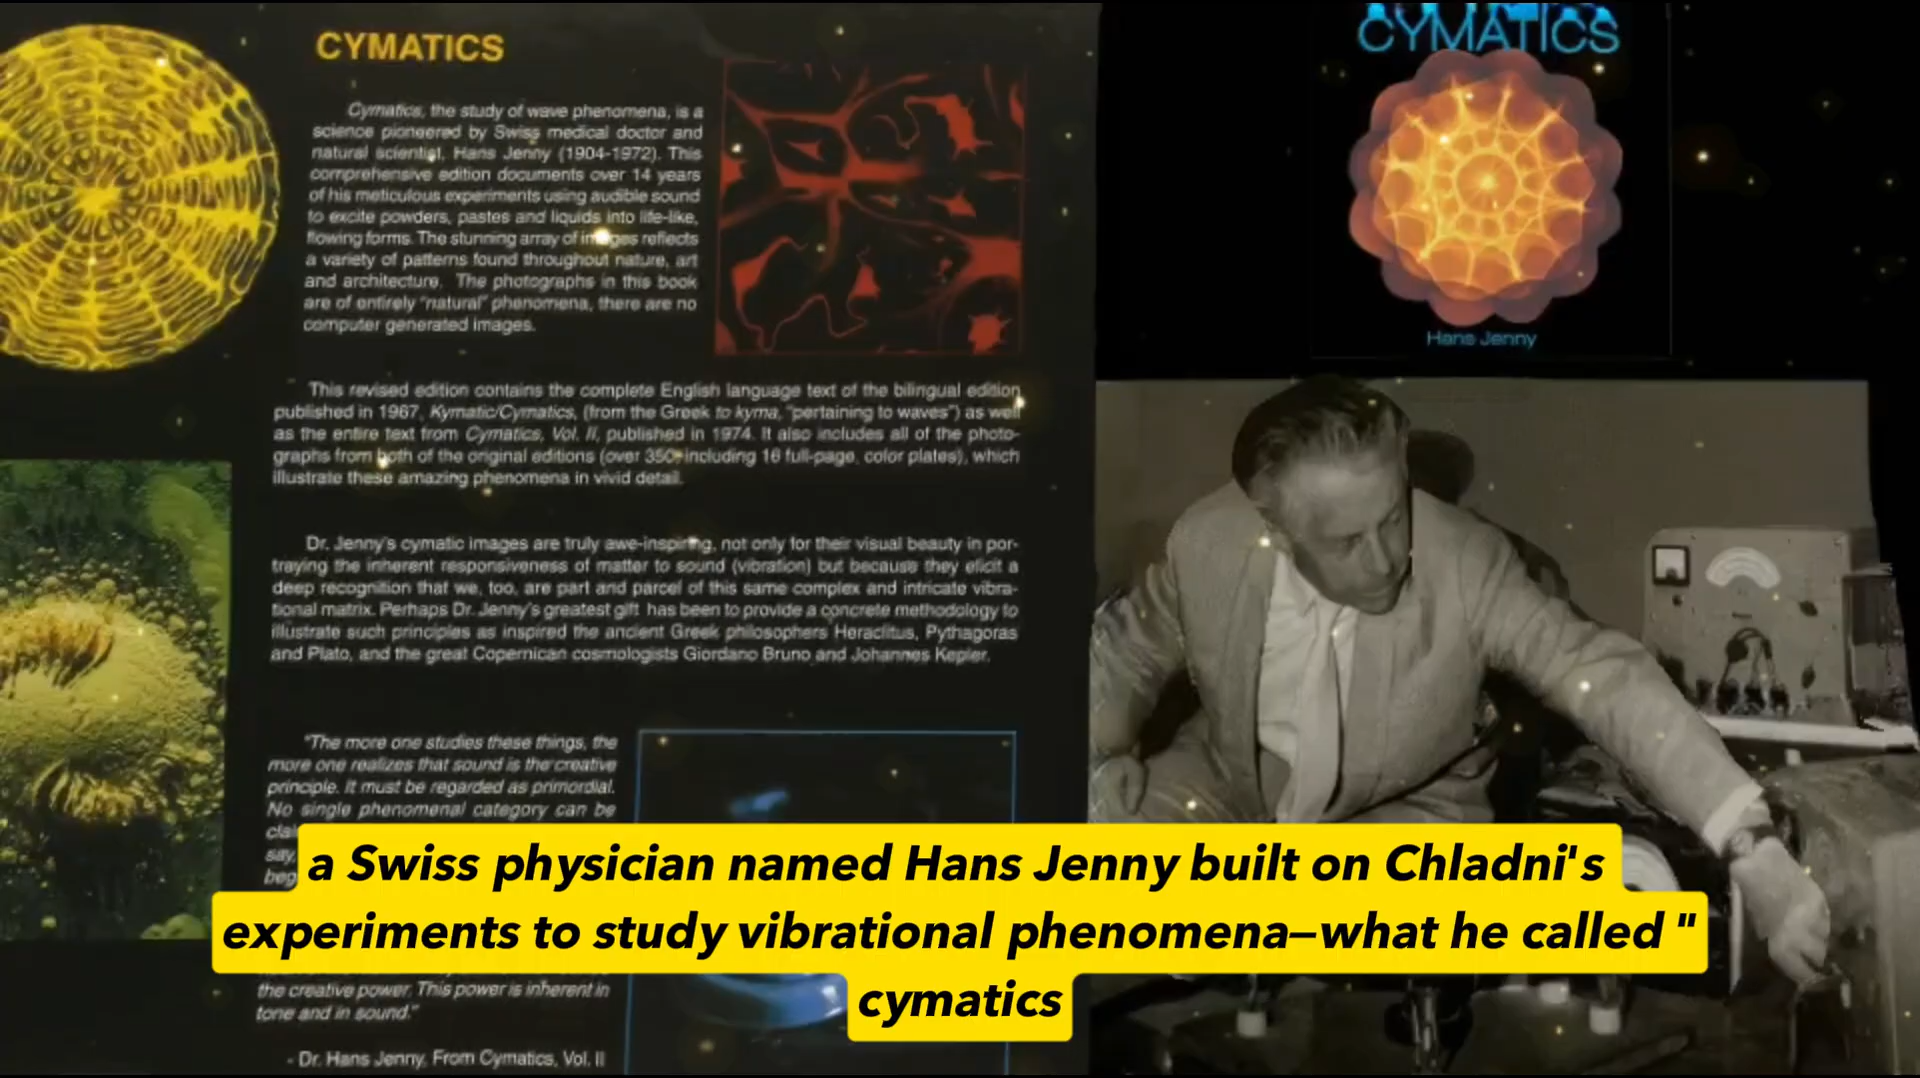 CYMATICS
Cymatics, the study of wave phenomena, is a
science pioneered by Swiss medical doctor and
natural scientist, Hans Jenny (1904-1972). This
comprehensive edition documents over 14 years
of his meticulous experiments using audible sound
to excite powders, pastes and liquids into life-like,
flowing forms. The stunning array of images reflects
a variety of patterns found throughout nature, art
and architecture. The photographs in this book
are of entirely "natural" phenomena, there are no
computer generated images.
This revised edition contains the complete English language text of the bilingual edition
published in 1967, Kymatic/Cymatics, (from the Greek to kyma, "pertaining to waves") as well
as the entire text from Cymatics, Vol. II, published in 1974. It also includes all of the photo-
graphs from both of the original editions (over 350 including 16 full-page, color plates), which
illustrate these amazing phenomena in vivid detail.
Dr. Jenny's cymatic images are truly awe-inspiring, not only for their visual beauty in por-
traying the inherent responsiveness of matter to sound (vibration) but because they elicit a
deep recognition that we, too, are part and parcel of this same complex and intricate vibra-
tional matrix. Perhaps Dr. Jenny's greatest gift has been to provide a concrete methodology to
illustrate such principles as inspired the ancient Greek philosophers Heraclitus, Pythagoras
and Plato, and the great Copernican cosmologists Giordano Bruno and Johannes Kepler.
"The more one studies these things, the
more one realizes that sound is the creative
principle. It must be regarded as primordial.
No single phenomenal category can be
say,
beg
the creative power. This power is inherent in
tone and in sound."
- Dr. Hans Jenny, From Cymatics, Vol. II
CYMATICS
Hans Jenny
a Swiss physician named Hans Jenny built on Chladni's
experiments to study vibrational phenomena—what he called "
cymatics